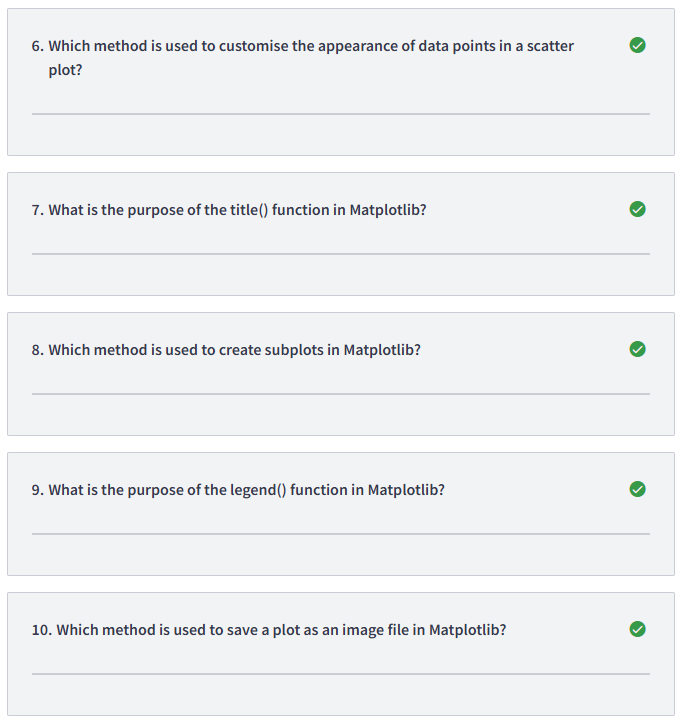 6. Which method is used to customise the appearance of data points in a scatter
plot?
7. What is the purpose of the title() function in Matplotlib?
8. Which method is used to create subplots in Matplotlib?
9. What is the purpose of the legend() function in Matplotlib?
10. Which method is used to save a plot as an image file in Matplotlib?